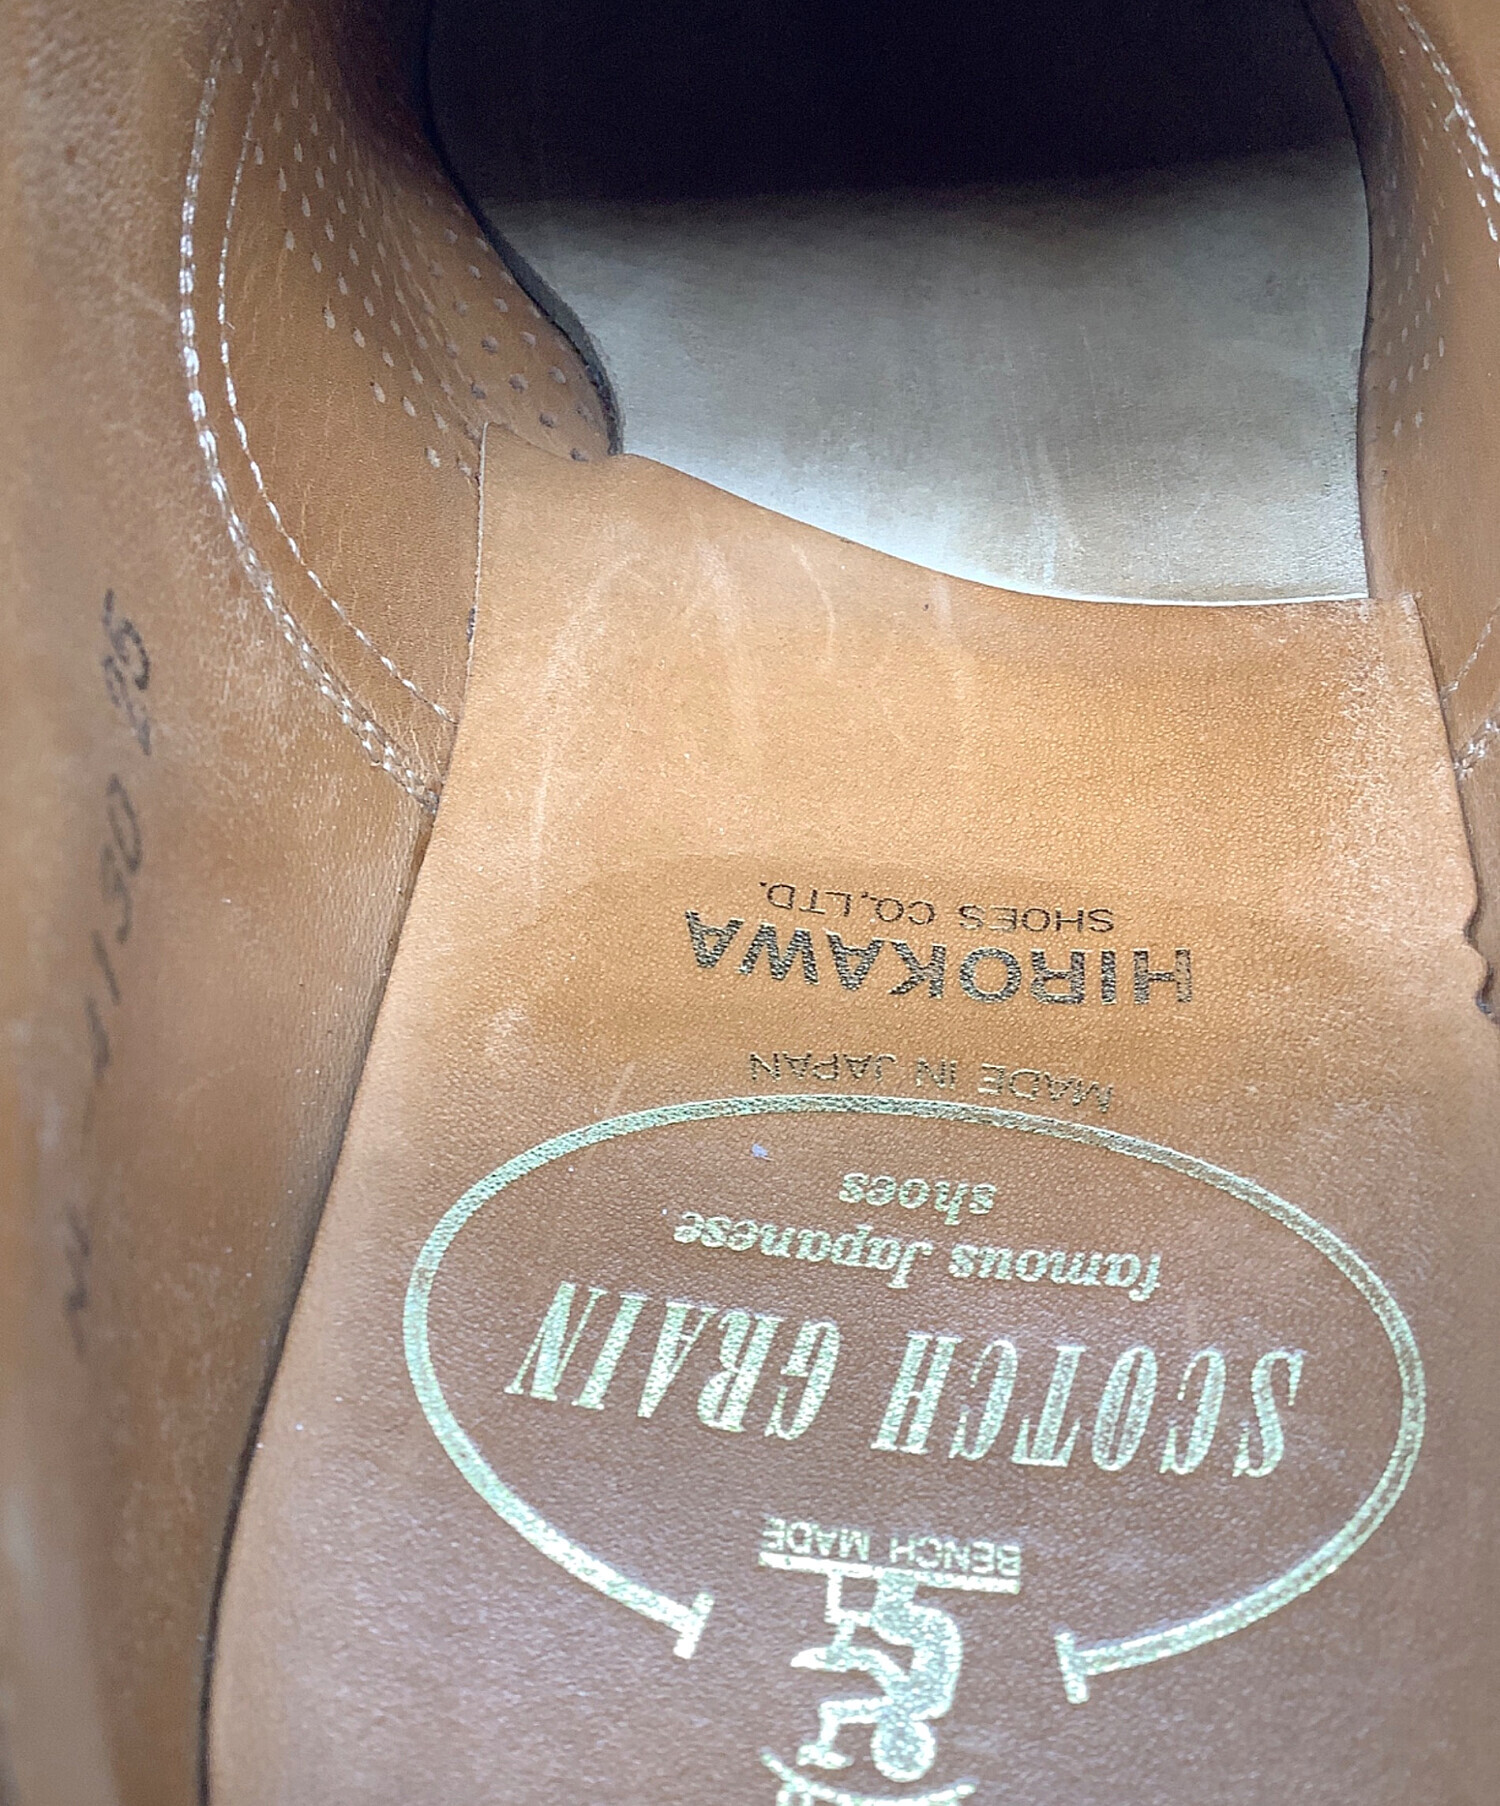 BENCH MADE
SCOTCH GRAIN
famous Japanese
shoes
MADE IN JAPAN
HIROKAWA
SHOES CO.,LTD.